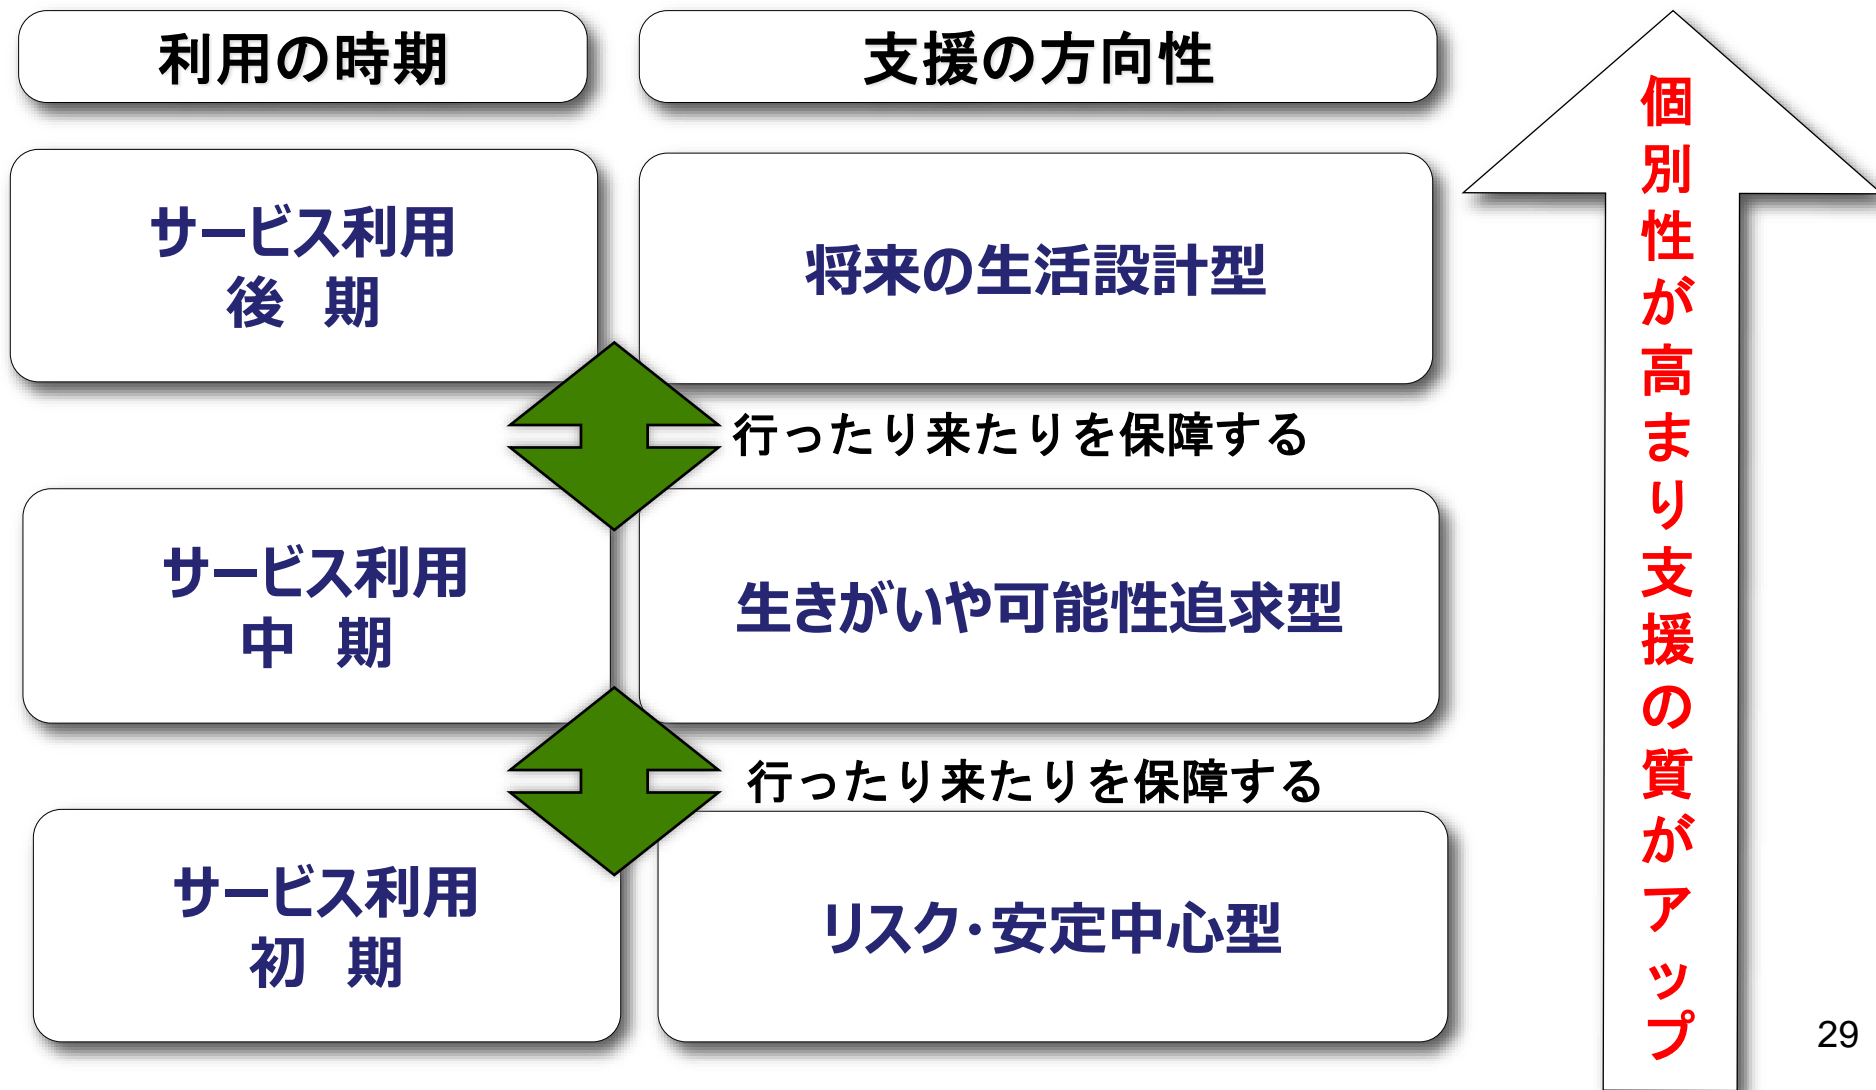 利用の時期
支援の方向性
サービス利用
後　期
将来の生活設計型
行ったり来たりを保障する
サービス利用
中　期
生きがいや可能性追求型
行ったり来たりを保障する
サービス利用
初　期
リスク・安定中心型
個別性が高まり支援の質がアップ
29